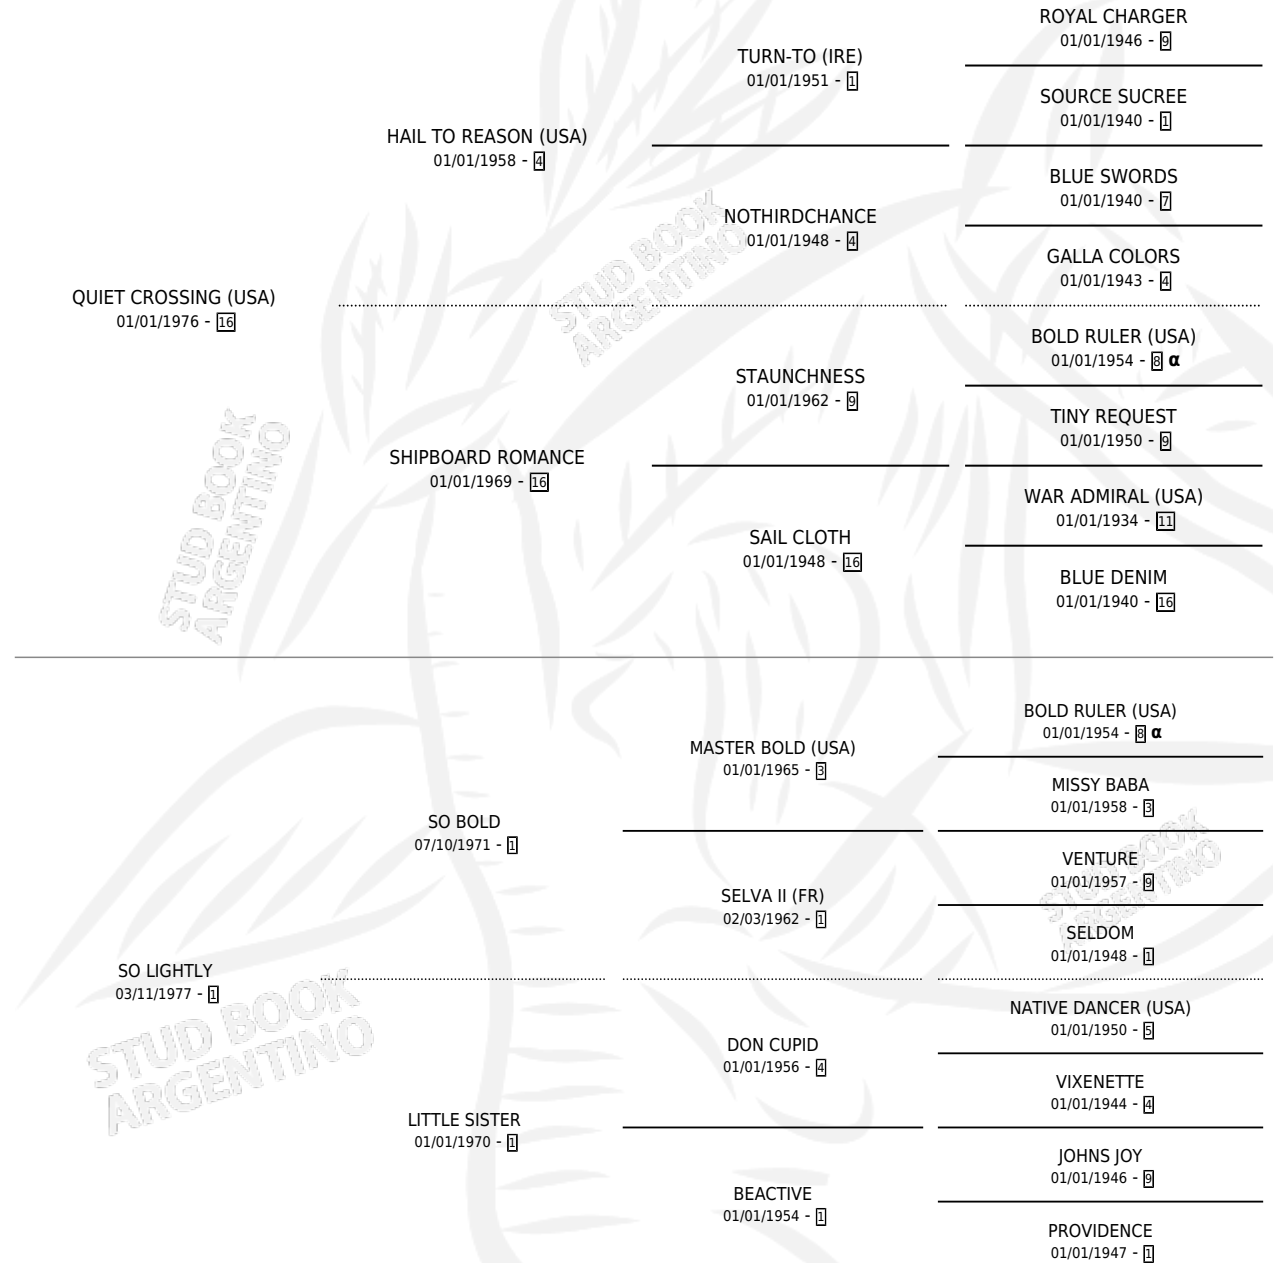 ROYAL CHARGER
01/01/1946 - 9
TURN-TO (IRE)
01/01/1951 - 1
SOURCE SUCREE
01/01/1940 - 1
HAIL TO REASON (USA)
01/01/1958 - 4
BLUE SWORDS
01/01/1940 - 7
NOTHIRDCHANCE
01/01/1948 - 4
GALLA COLORS
01/01/1943 - 4
QUIET CROSSING (USA)
01/01/1976 - 16
BOLD RULER (USA)
01/01/1954 - 8 α
STAUNCHNESS
01/01/1962 - 9
TINY REQUEST
01/01/1950 - 9
SHIPBOARD ROMANCE
01/01/1969 - 16
WAR ADMIRAL (USA)
01/01/1934 - 11
SAIL CLOTH
01/01/1948 - 16
BLUE DENIM
01/01/1940 - 16
BOLD RULER (USA)
01/01/1954 - 8 α
MASTER BOLD (USA)
01/01/1965 - 3
MISSY BABA
01/01/1958 - 3
SO BOLD
07/10/1971 - 1
VENTURE
01/01/1957 - 9
SELVA II (FR)
02/03/1962 - 1
SELDOM
01/01/1948 - 1
SO LIGHTLY
03/11/1977 - 1
NATIVE DANCER (USA)
01/01/1950 - 5
DON CUPID
01/01/1956 - 4
VIXENETTE
01/01/1944 - 4
LITTLE SISTER
01/01/1970 - 1
JOHNS JOY
01/01/1946 - 9
BEACTIVE
01/01/1954 - 1
PROVIDENCE
01/01/1947 - 1
STUD BOOK
ARGENTINO
STUD BOOK
ARGENTINO
STUD BOOK
ARGENTINO
STUD BOOK
ARGENTINO